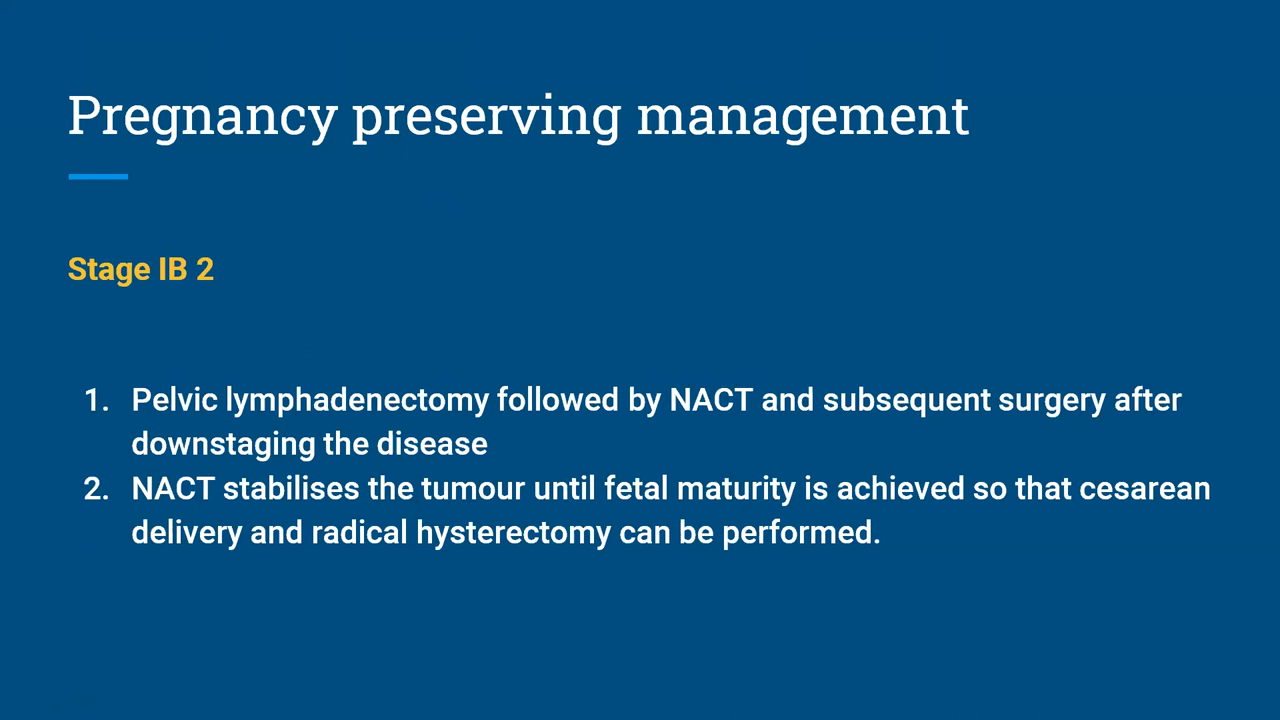 Pregnancy preserving management
Stage IB 2
1. Pelvic lymphadenectomy followed by NACT and subsequent surgery after
downstaging the disease
2. NACT stabilises the tumour until fetal maturity is achieved so that cesarean
delivery and radical hysterectomy can be performed.